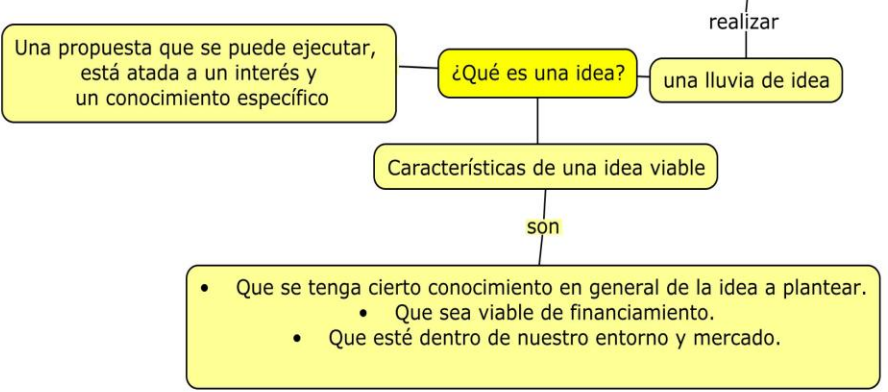 realizar
Una propuesta que se puede ejecutar,
está atada a un interés y
un conocimiento específico
¿Qué es una idea?
una lluvia de idea
Características de una idea viable
son
• Que se tenga cierto conocimiento en general de la idea a plantear.
• Que sea viable de financiamiento.
• Que esté dentro de nuestro entorno y mercado.